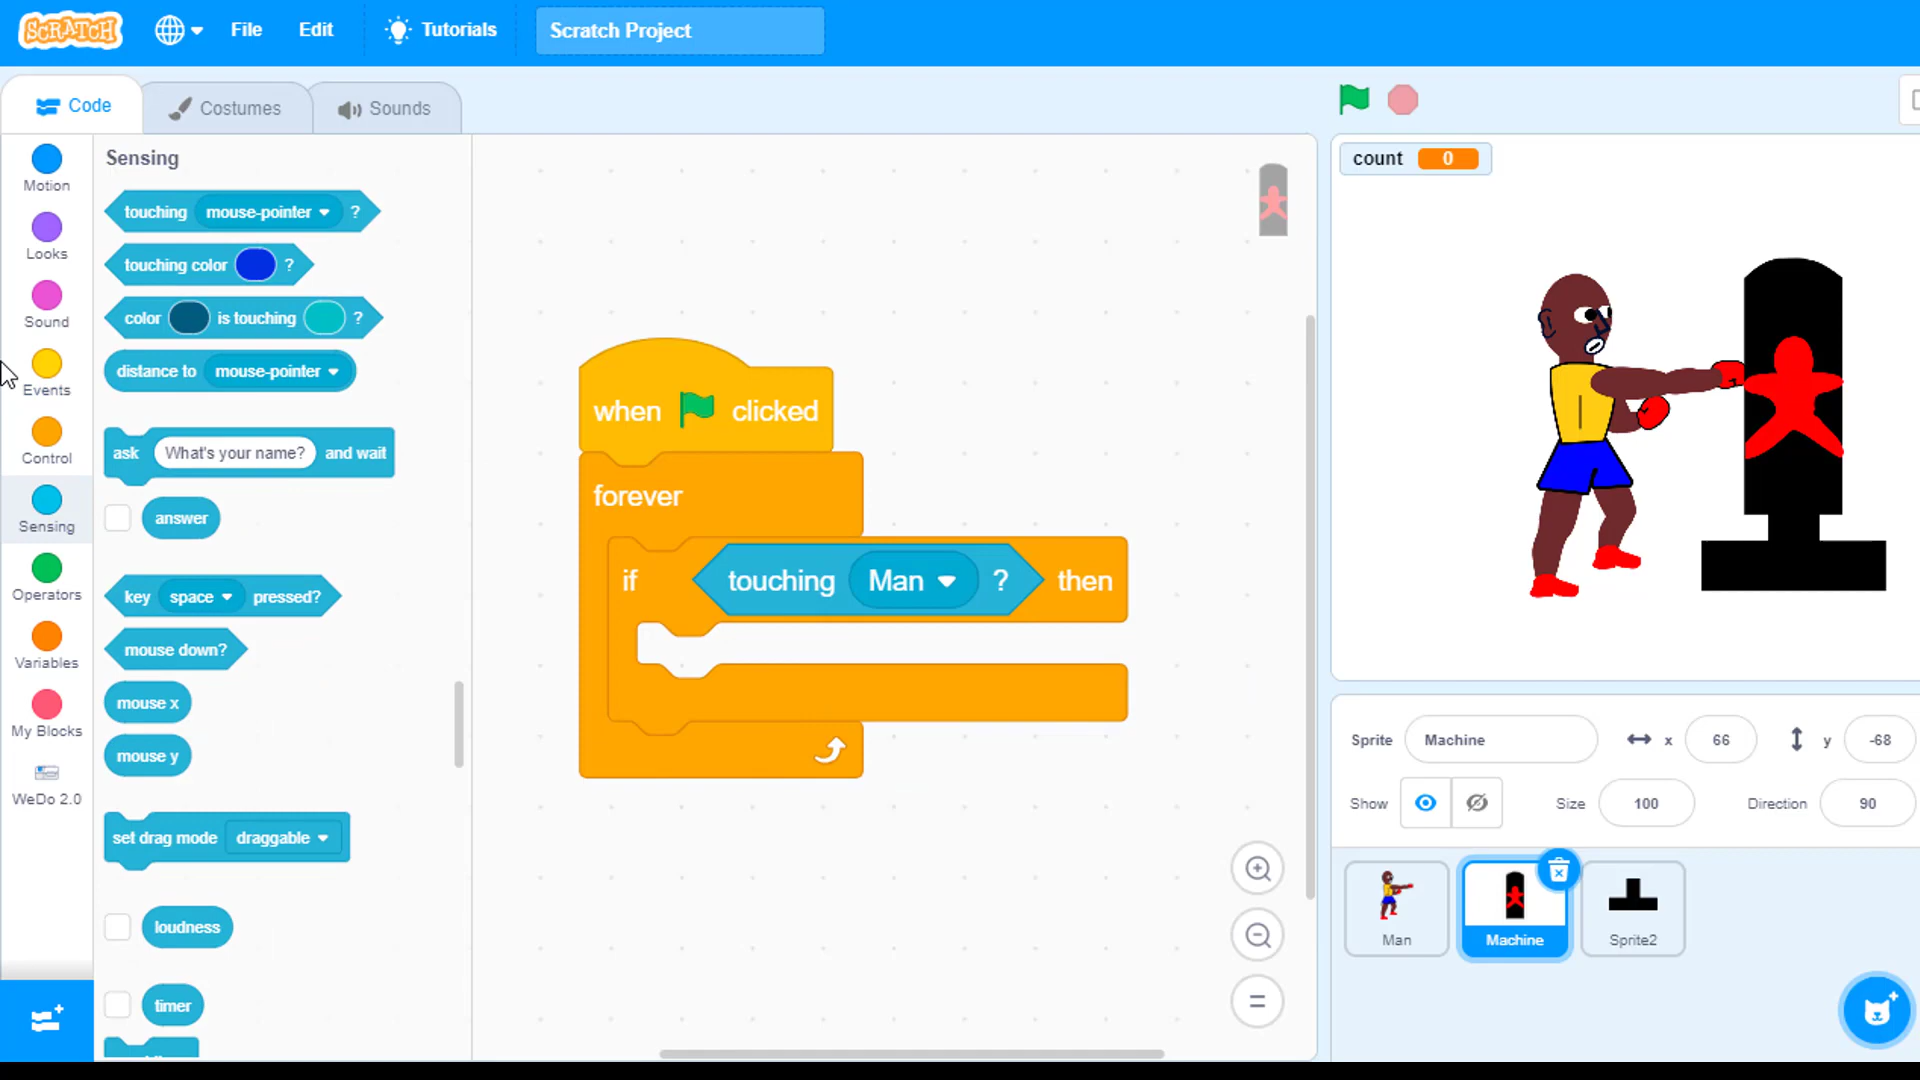 SCRATCH File Edit Tutorials Scratch Project
Code Costumes Sounds
Motion
Looks
Sound
Events
Control
Sensing
Operators
Variables
My Blocks
WeDo 2.0
Sensing
touching mouse-pointer ?
touching color ?
color is touching ?
distance to mouse-pointer
ask What's your name? and wait
answer
key space pressed?
mouse down?
mouse x
mouse y
set drag mode draggable
loudness
timer
when clicked
forever
if touching Man ? then
count 0
Sprite Machine x 66 y -68
Show Size 100 Direction 90
Man Machine Sprite2